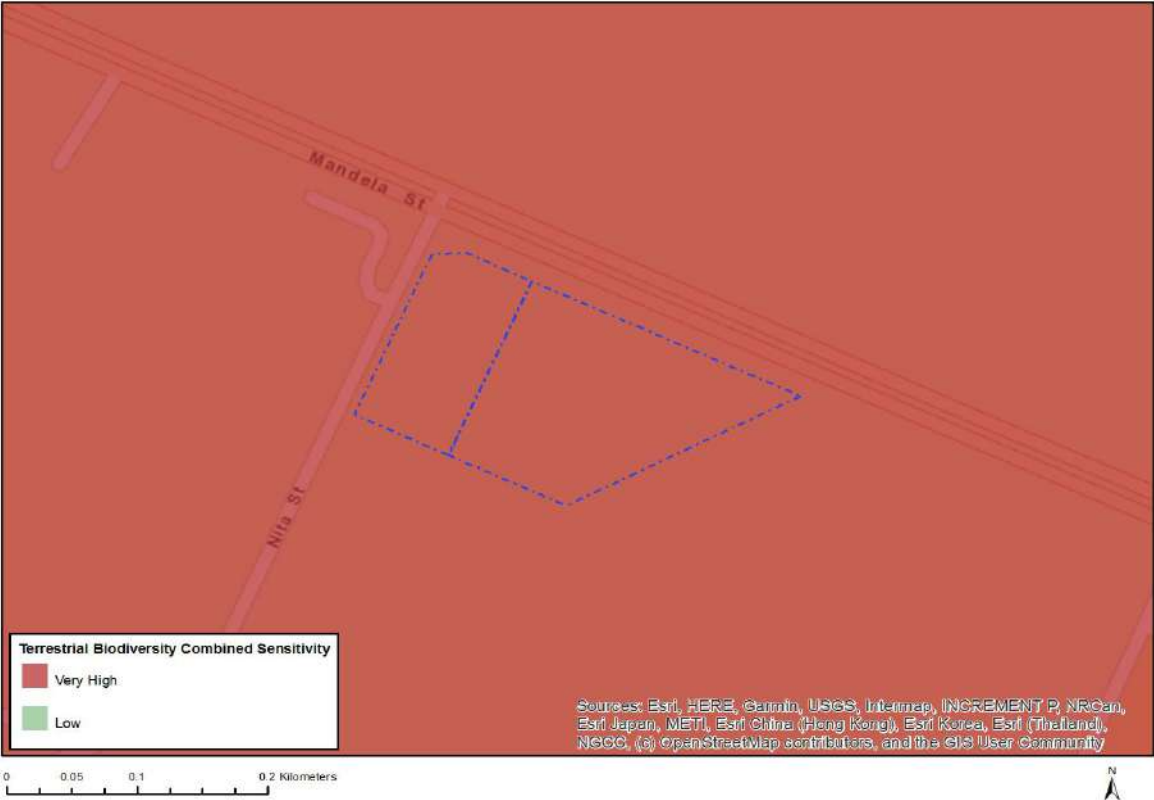 Mandela St
Nita St
Terrestrial Biodiversity Combined Sensitivity
Very High
Low
Sources: Esri, HERE, Garmin, USGS, Intermap, INCREMENT P, NRCan,
Esri Japan, METI, Esri China (Hong Kong), Esri Korea, Esri (Thailand),
NGCC, (c) OpenStreetMap contributors, and the GIS User Community
0 0.05 0.1 0.2 Kilometers
N